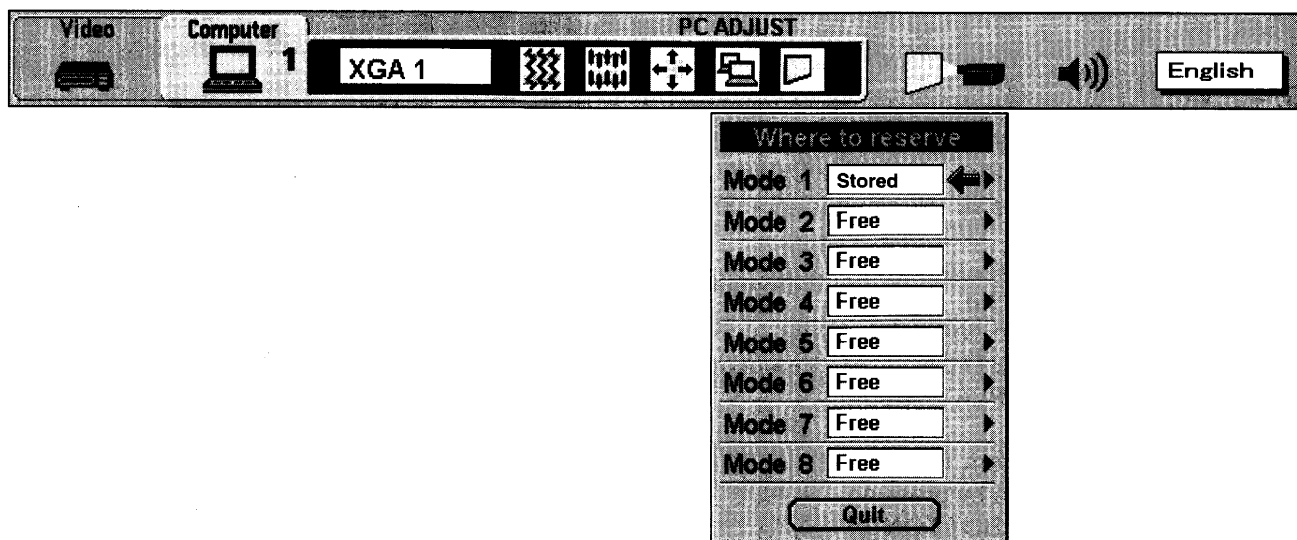 Video
Computer 1
PC ADJUST
XGA 1
English
Where to reserve
Mode 1 Stored
Mode 2 Free
Mode 3 Free
Mode 4 Free
Mode 5 Free
Mode 6 Free
Mode 7 Free
Mode 8 Free
Quit